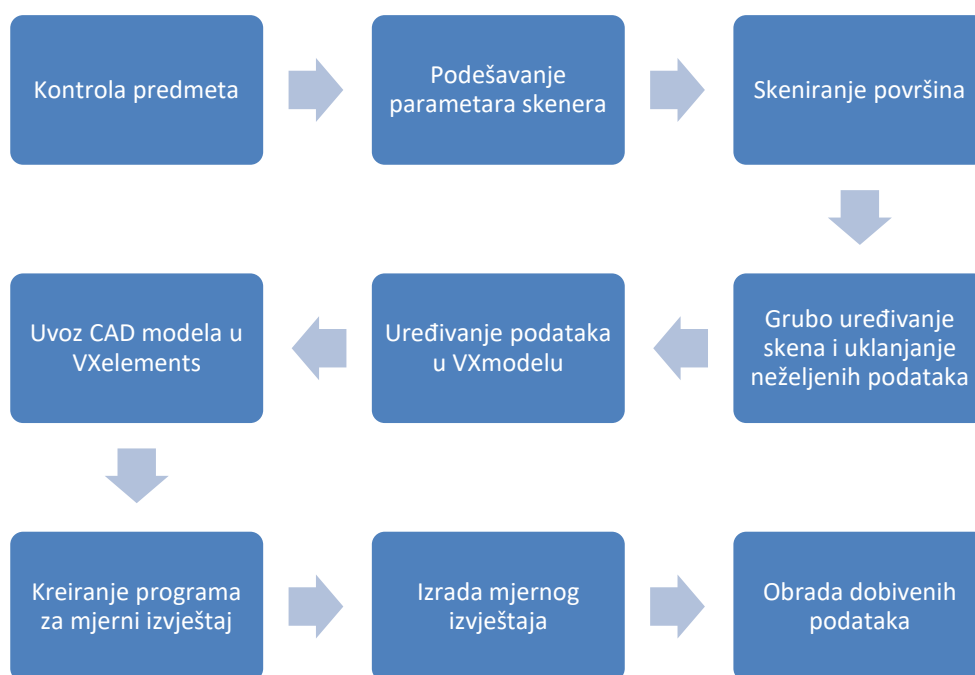 Kontrola predmeta
Podešavanje
parametara skenera
Skeniranje površina
Grubo uređivanje
skena i uklanjanje
neželjenih podataka
Uređivanje podataka
u VXmodelu
Uvoz CAD modela u
VXelements
Kreiranje programa
za mjerni izvještaj
Izrada mjernog
izvještaja
Obrada dobivenih
podataka